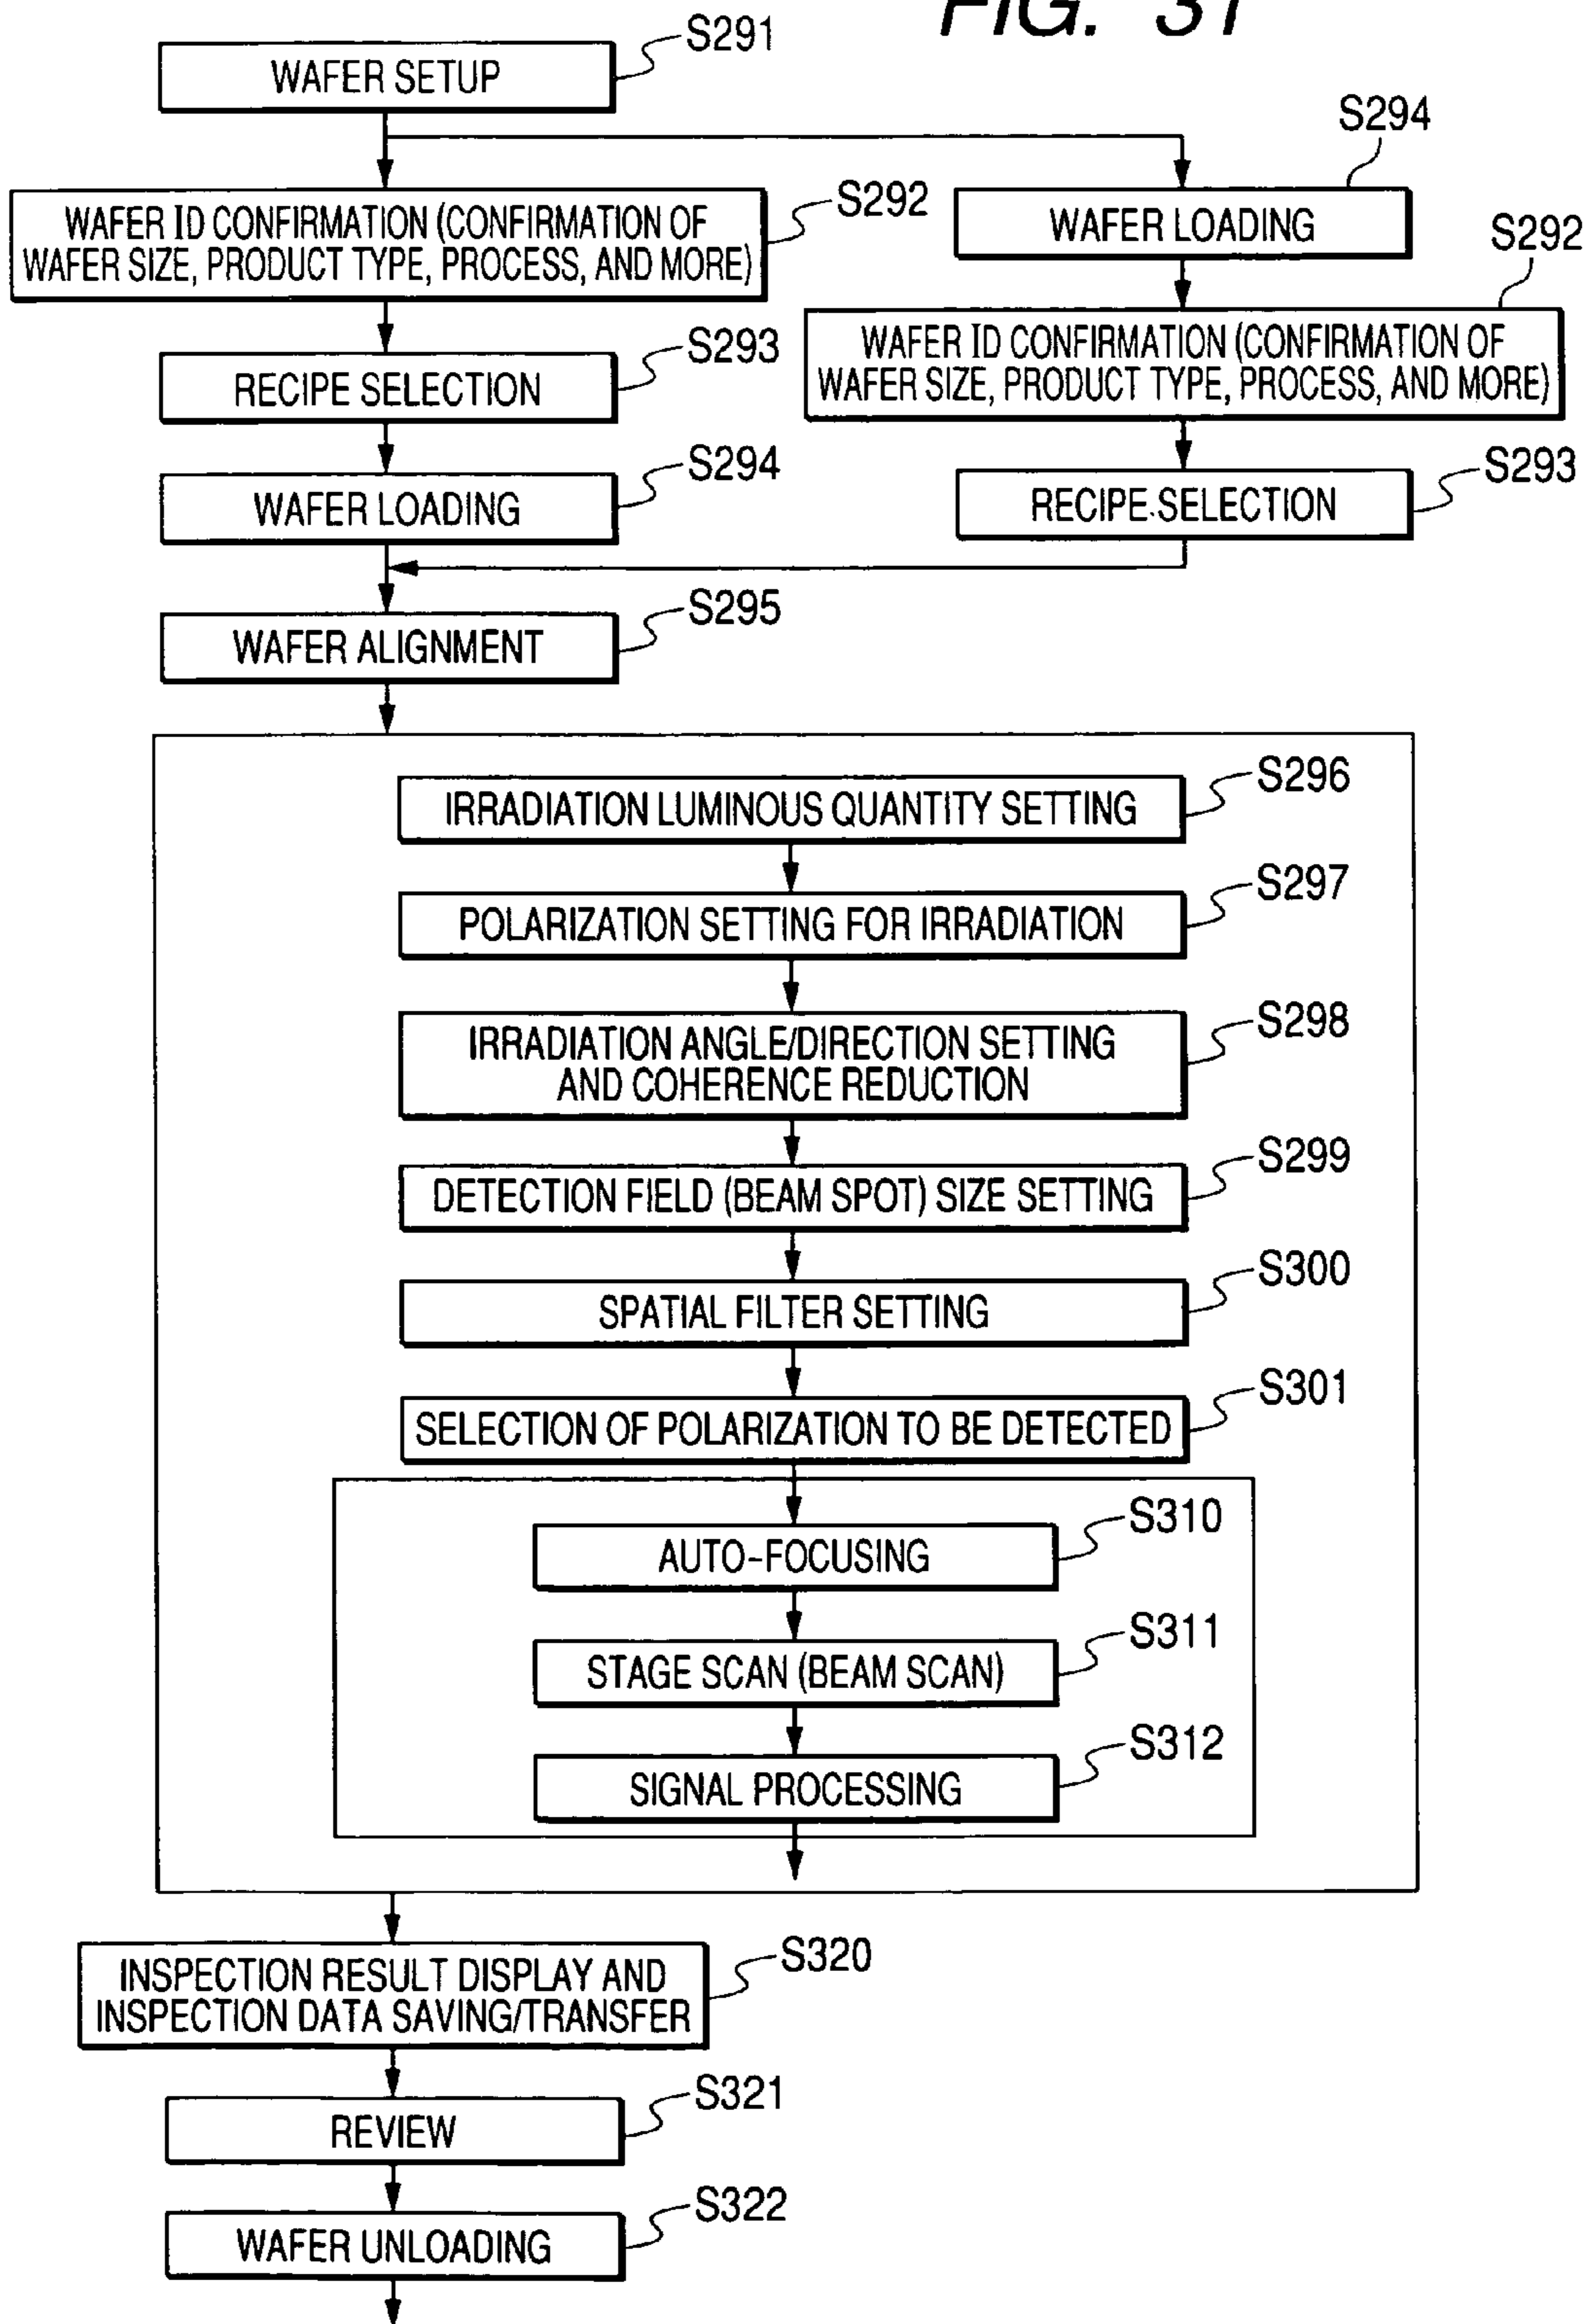 FIG. 31
S291
WAFER SETUP
S294
S292
WAFER ID CONFIRMATION (CONFIRMATION OF
WAFER SIZE, PRODUCT TYPE, PROCESS, AND MORE)
WAFER LOADING
S292
WAFER ID CONFIRMATION (CONFIRMATION OF
WAFER SIZE, PRODUCT TYPE, PROCESS, AND MORE)
S293
RECIPE SELECTION
S294
WAFER LOADING
S293
RECIPE SELECTION
S295
WAFER ALIGNMENT
S296
IRRADIATION LUMINOUS QUANTITY SETTING
S297
POLARIZATION SETTING FOR IRRADIATION
S298
IRRADIATION ANGLE/DIRECTION SETTING
AND COHERENCE REDUCTION
S299
DETECTION FIELD (BEAM SPOT) SIZE SETTING
S300
SPATIAL FILTER SETTING
S301
SELECTION OF POLARIZATION TO BE DETECTED
S310
AUTO-FOCUSING
S311
STAGE SCAN (BEAM SCAN)
S312
SIGNAL PROCESSING
S320
INSPECTION RESULT DISPLAY AND
INSPECTION DATA SAVING/TRANSFER
S321
REVIEW
S322
WAFER UNLOADING